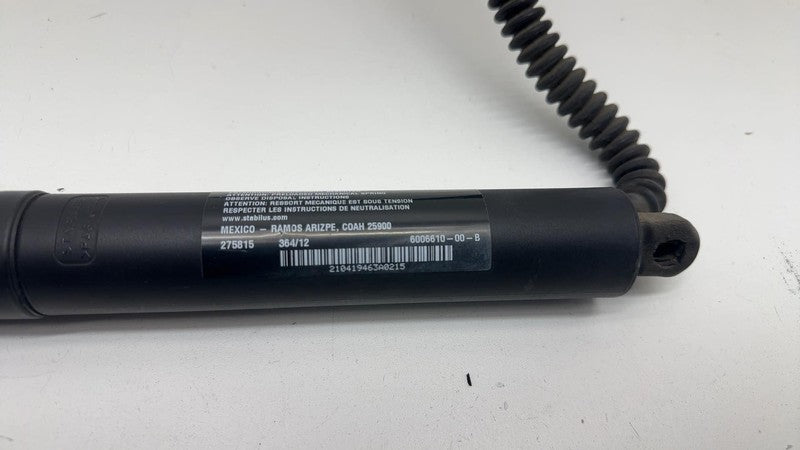 ATTENTION: PRELOADED MECHANICAL SPRING
OBSERVE DISPOSAL INSTRUCTIONS
ATTENTION: RESSORT MECANIQUE EST SOUS TENSION
RESPECTER LES INSTRUCTIONS DE NEUTRALISATION
www.stabilus.com
MEXICO – RAMOS ARIZPE, COAH 25900
275815 364/12 6006610–00–B
210419463A0215